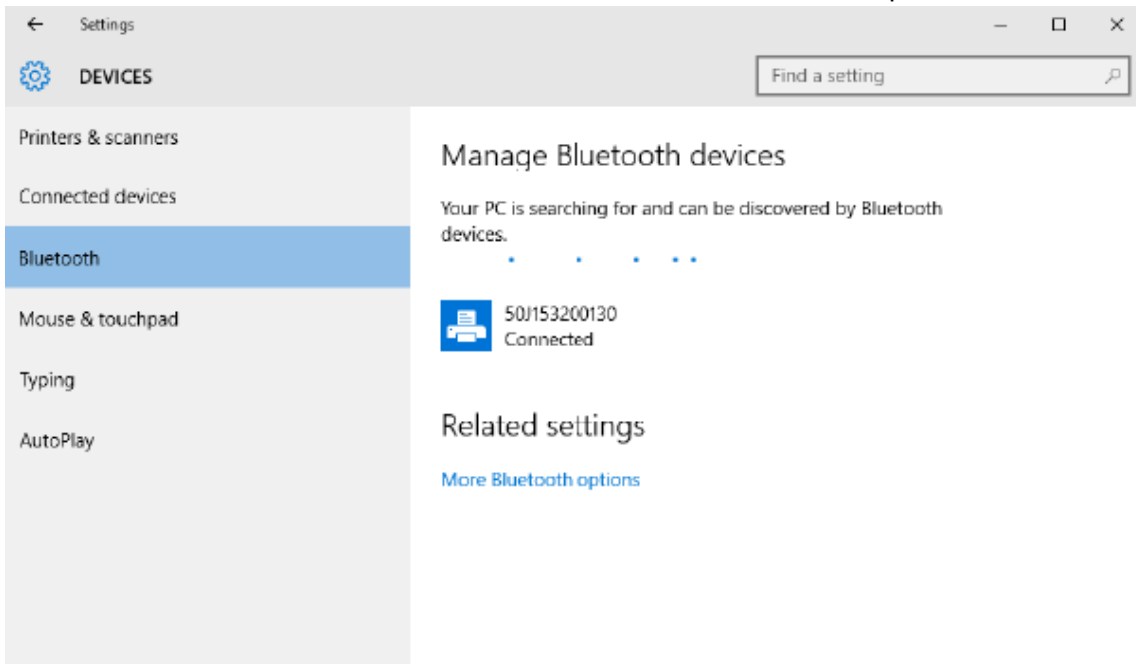 Settings
DEVICES
Find a setting
Printers & scanners
Connected devices
Bluetooth
Mouse & touchpad
Typing
AutoPlay
Manage Bluetooth devices
Your PC is searching for and can be discovered by Bluetooth
devices.
50J153200130
Connected
Related settings
More Bluetooth options